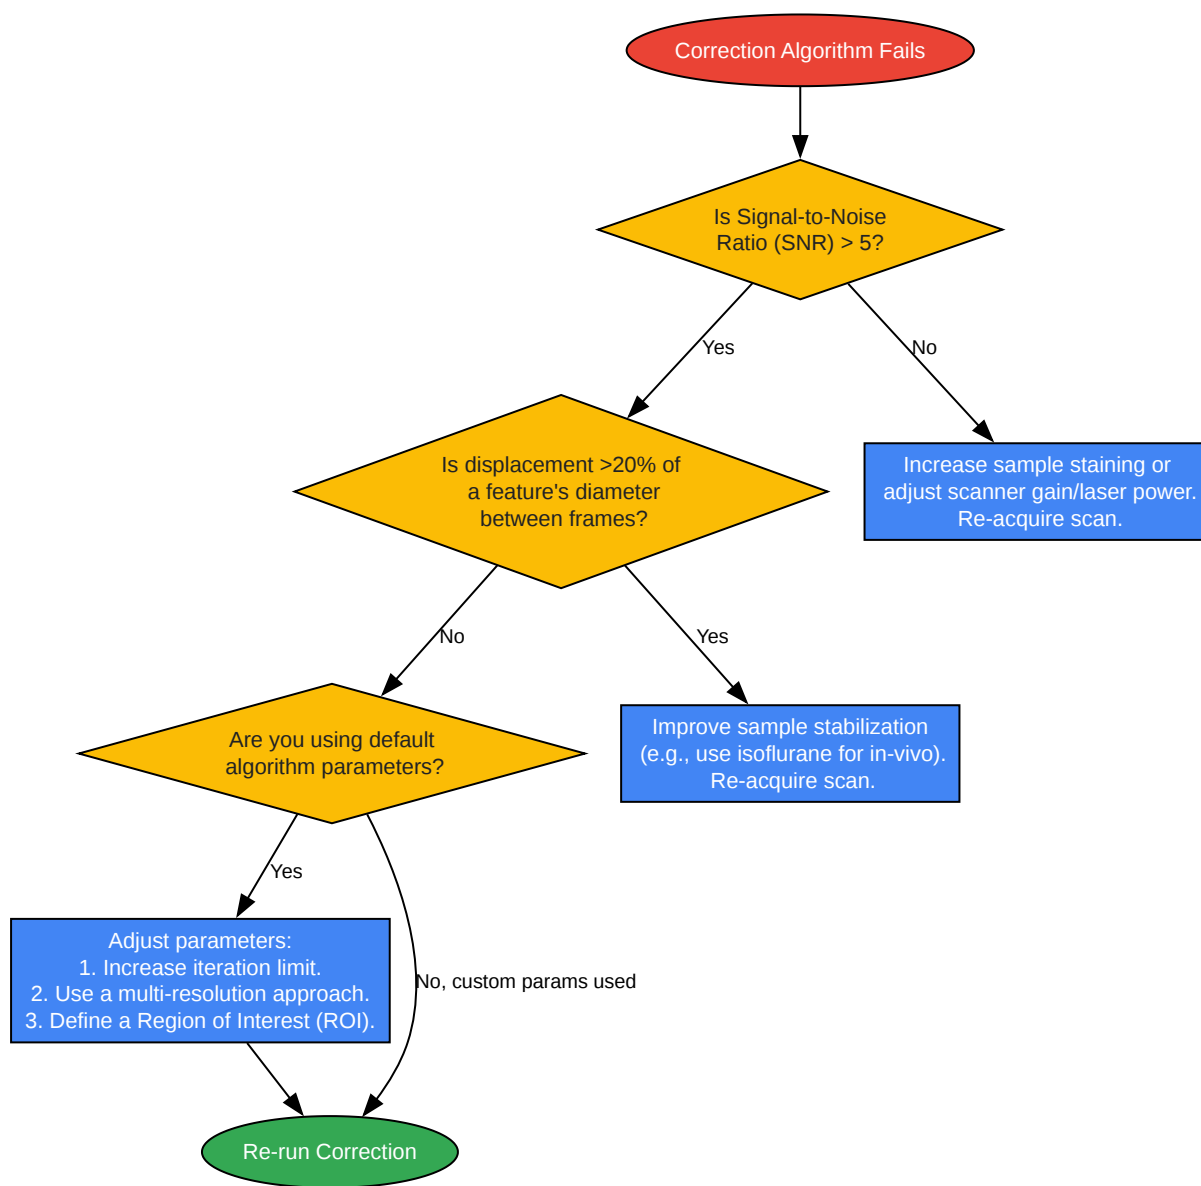 Correction Algorithm Fails
Is Signal-to-Noise
Ratio (SNR) > 5?
Yes
No
Is displacement >20% of
a feature's diameter
between frames?
Increase sample staining or
adjust scanner gain/laser power.
Re-acquire scan.
No
Yes
Are you using default
algorithm parameters?
Improve sample stabilization
(e.g., use isoflurane for in-vivo).
Re-acquire scan.
Yes
Adjust parameters:
1. Increase iteration limit.
2. Use a multi-resolution approach.
3. Define a Region of Interest (ROI).
No, custom params used
Re-run Correction